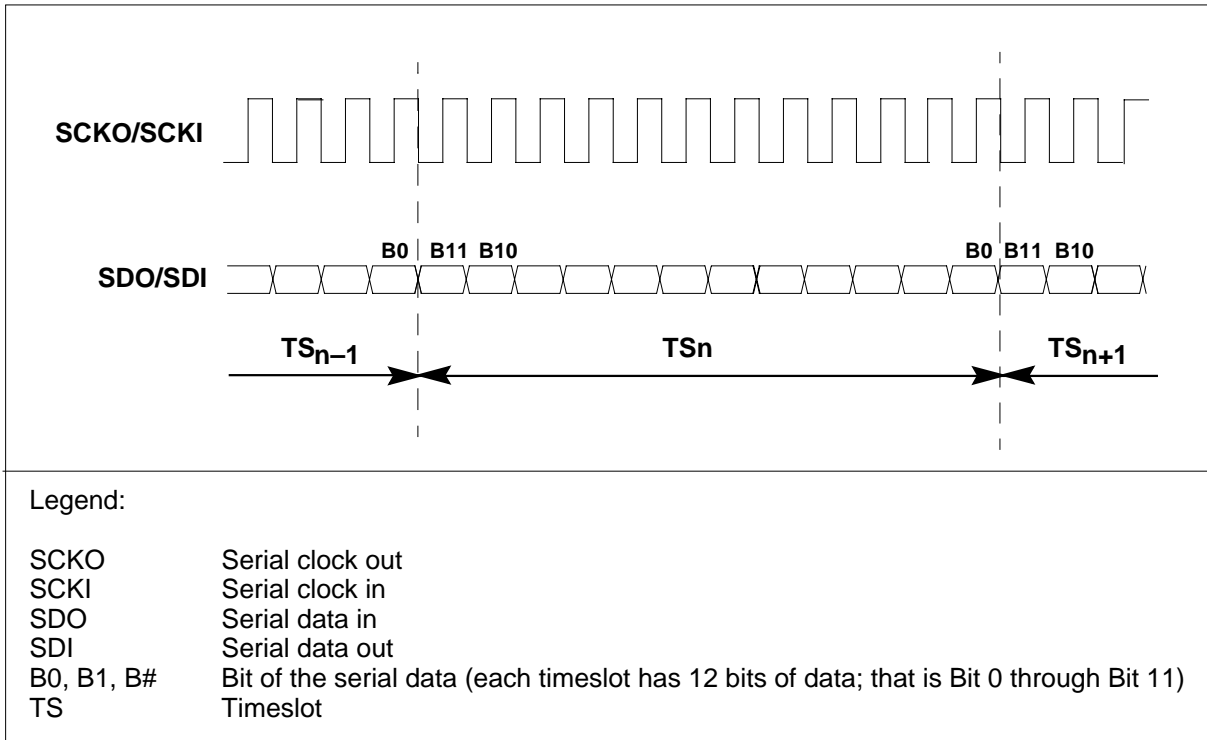 SCKO/SCKI
B0 B11 B10 B0 B11 B10
SDO/SDI
TSn–1 TSn TSn+1
Legend:
SCKO Serial clock out
SCKI Serial clock in
SDO Serial data in
SDI Serial data out
B0, B1, B# Bit of the serial data (each timeslot has 12 bits of data; that is Bit 0 through Bit 11)
TS Timeslot